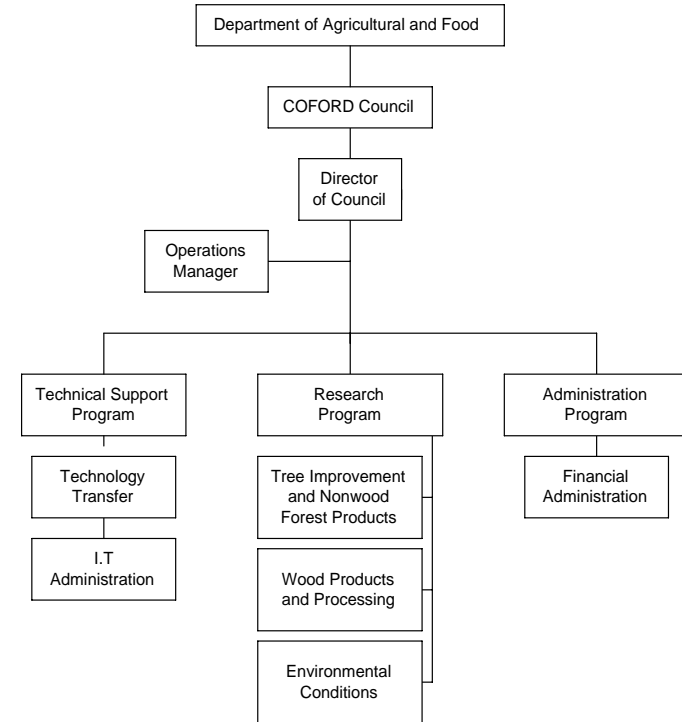 Department of Agricultural and Food
COFORD Council
Director
of Council
Operations
Manager
Technical Support
Program
Research
Program
Administration
Program
Technology
Transfer
Tree Improvement
and Nonwood
Forest Products
Financial
Administration
I.T
Administration
Wood Products
and Processing
Environmental
Conditions